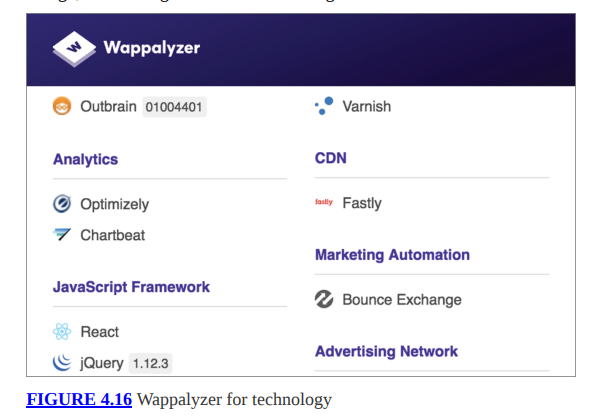 Wappalyzer
Outbrain 01004401
Analytics
Optimizely
Chartbeat
JavaScript Framework
React
jQuery 1.12.3
Varnish
CDN
fastly Fastly
Marketing Automation
Bounce Exchange
Advertising Network
FIGURE 4.16 Wappalyzer for technology